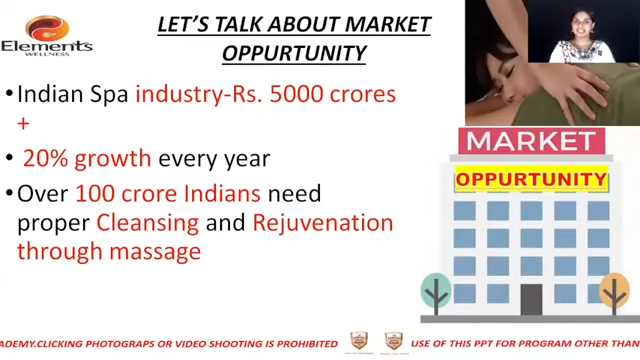 Elements
WELLNESS
LET'S TALK ABOUT MARKET
OPPURTUNITY
•Indian Spa industry-Rs. 5000 crores
+
• 20% growth every year
•Over 100 crore Indians need
proper Cleansing and Rejuvenation
through massage
MARKET
OPPURTUNITY
ADEMY.CLICKING PHOTOGRAPS OR VIDEO SHOOTING IS PROHIBITED
USE OF THIS PPT FOR PROGRAM OTHER THAN